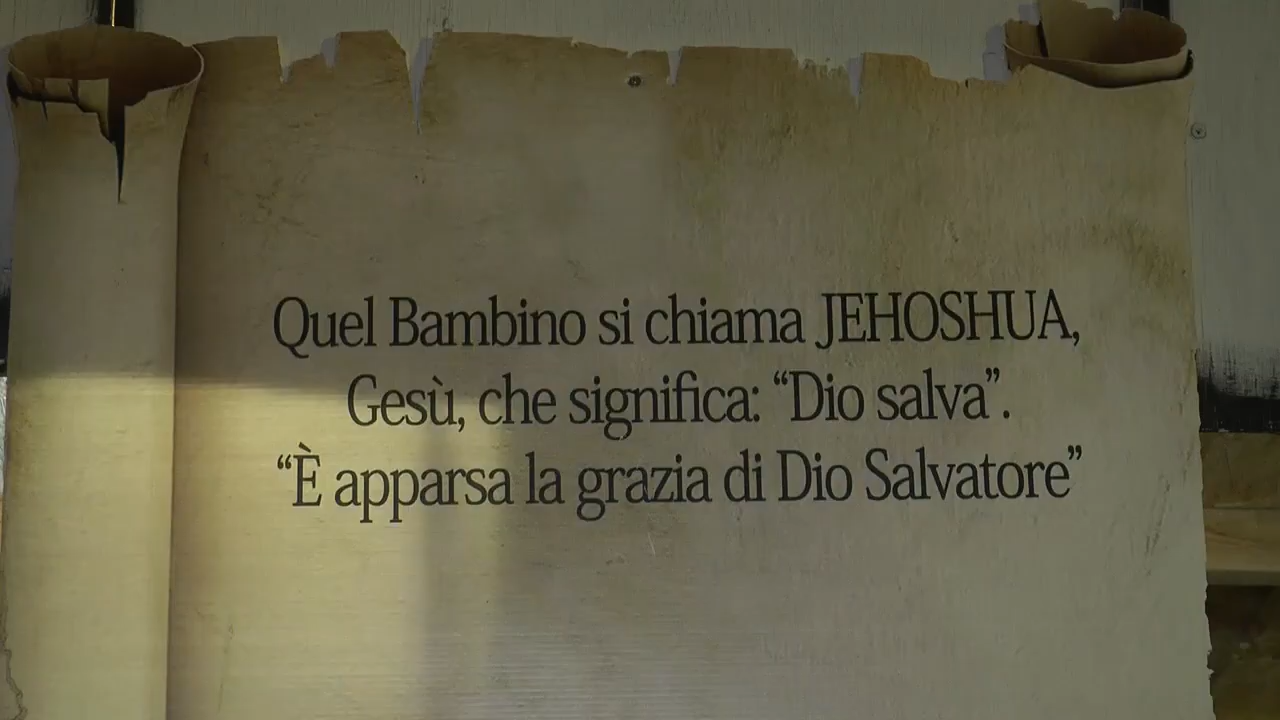 Quel Bambino si chiama JEHOSHUA,
Gesù, che significa: “Dio salva”.
“È apparsa la grazia di Dio Salvatore”